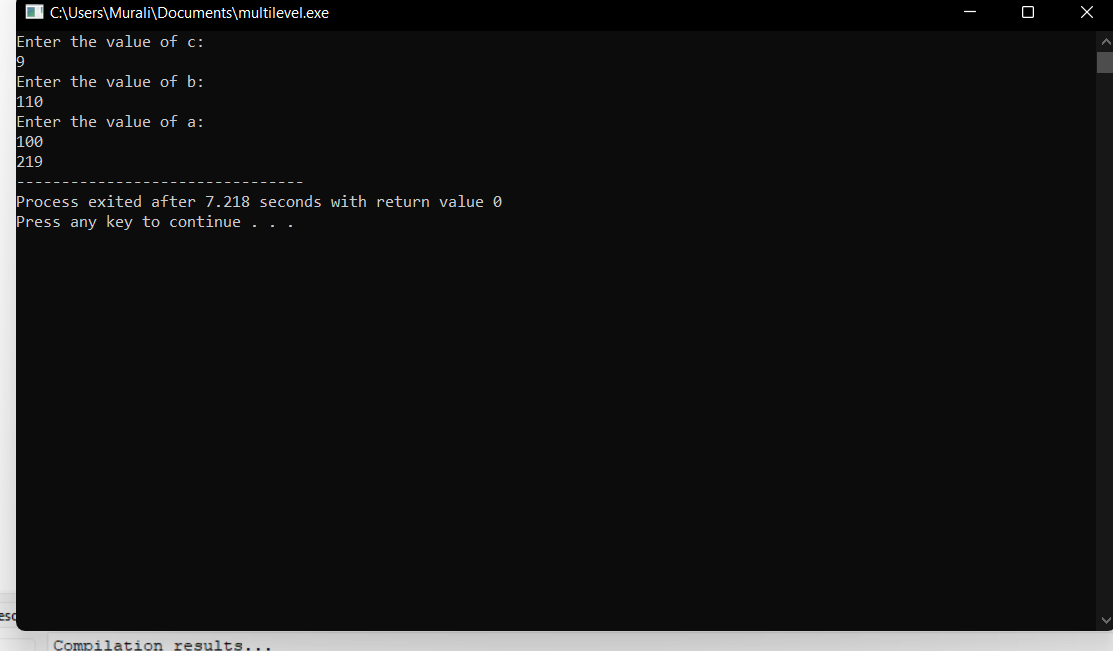 C:\Users\Murali\Documents\multilevel.exe
Enter the value of c:
9
Enter the value of b:
110
Enter the value of a:
100
219
--------------------------------
Process exited after 7.218 seconds with return value 0
Press any key to continue . . .
Compilation results...